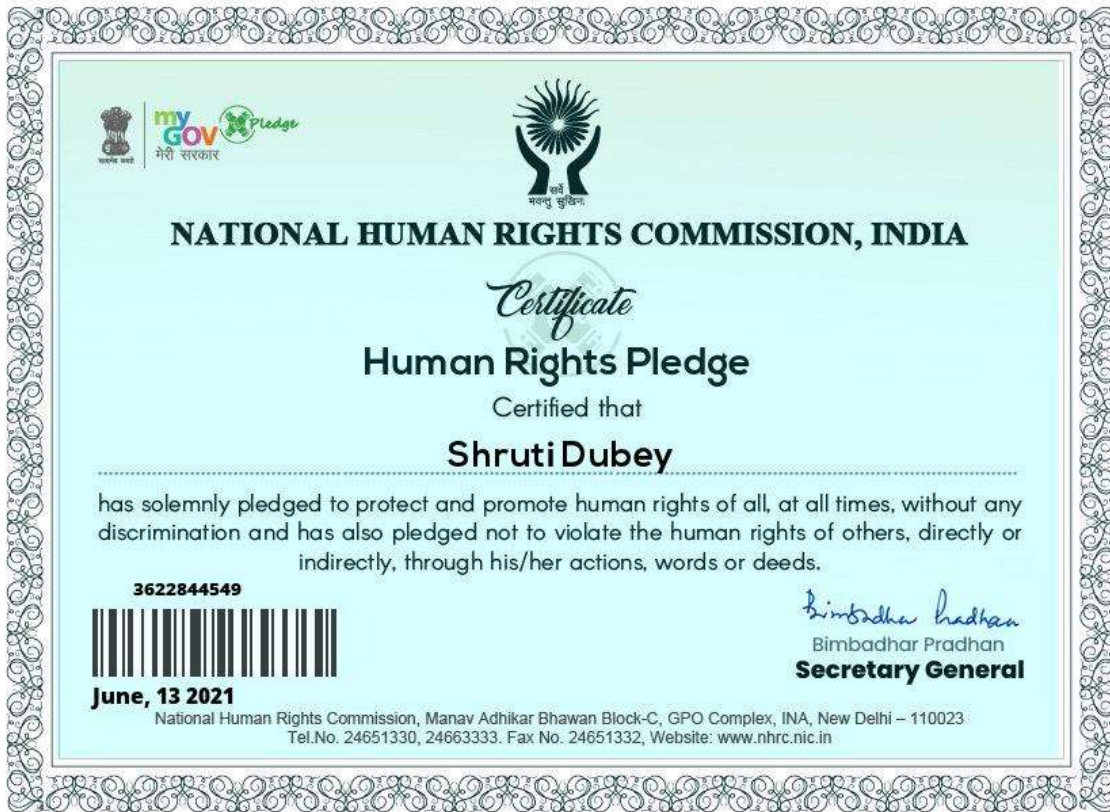 my
GOV Pledge
मेरी सरकार
सत्यमेव जयते
सर्वे
भवन्तु सुखिनः
NATIONAL HUMAN RIGHTS COMMISSION, INDIA
Certificate
Human Rights Pledge
Certified that
Shruti Dubey
has solemnly pledged to protect and promote human rights of all, at all times, without any
discrimination and has also pledged not to violate the human rights of others, directly or
indirectly, through his/her actions, words or deeds.
3622844549
June, 13 2021
Bimbadhar Pradhan
Bimbadhar Pradhan
Secretary General
National Human Rights Commission, Manav Adhikar Bhawan Block-C, GPO Complex, INA, New Delhi – 110023
Tel.No. 24651330, 24663333. Fax No. 24651332, Website: www.nhrc.nic.in